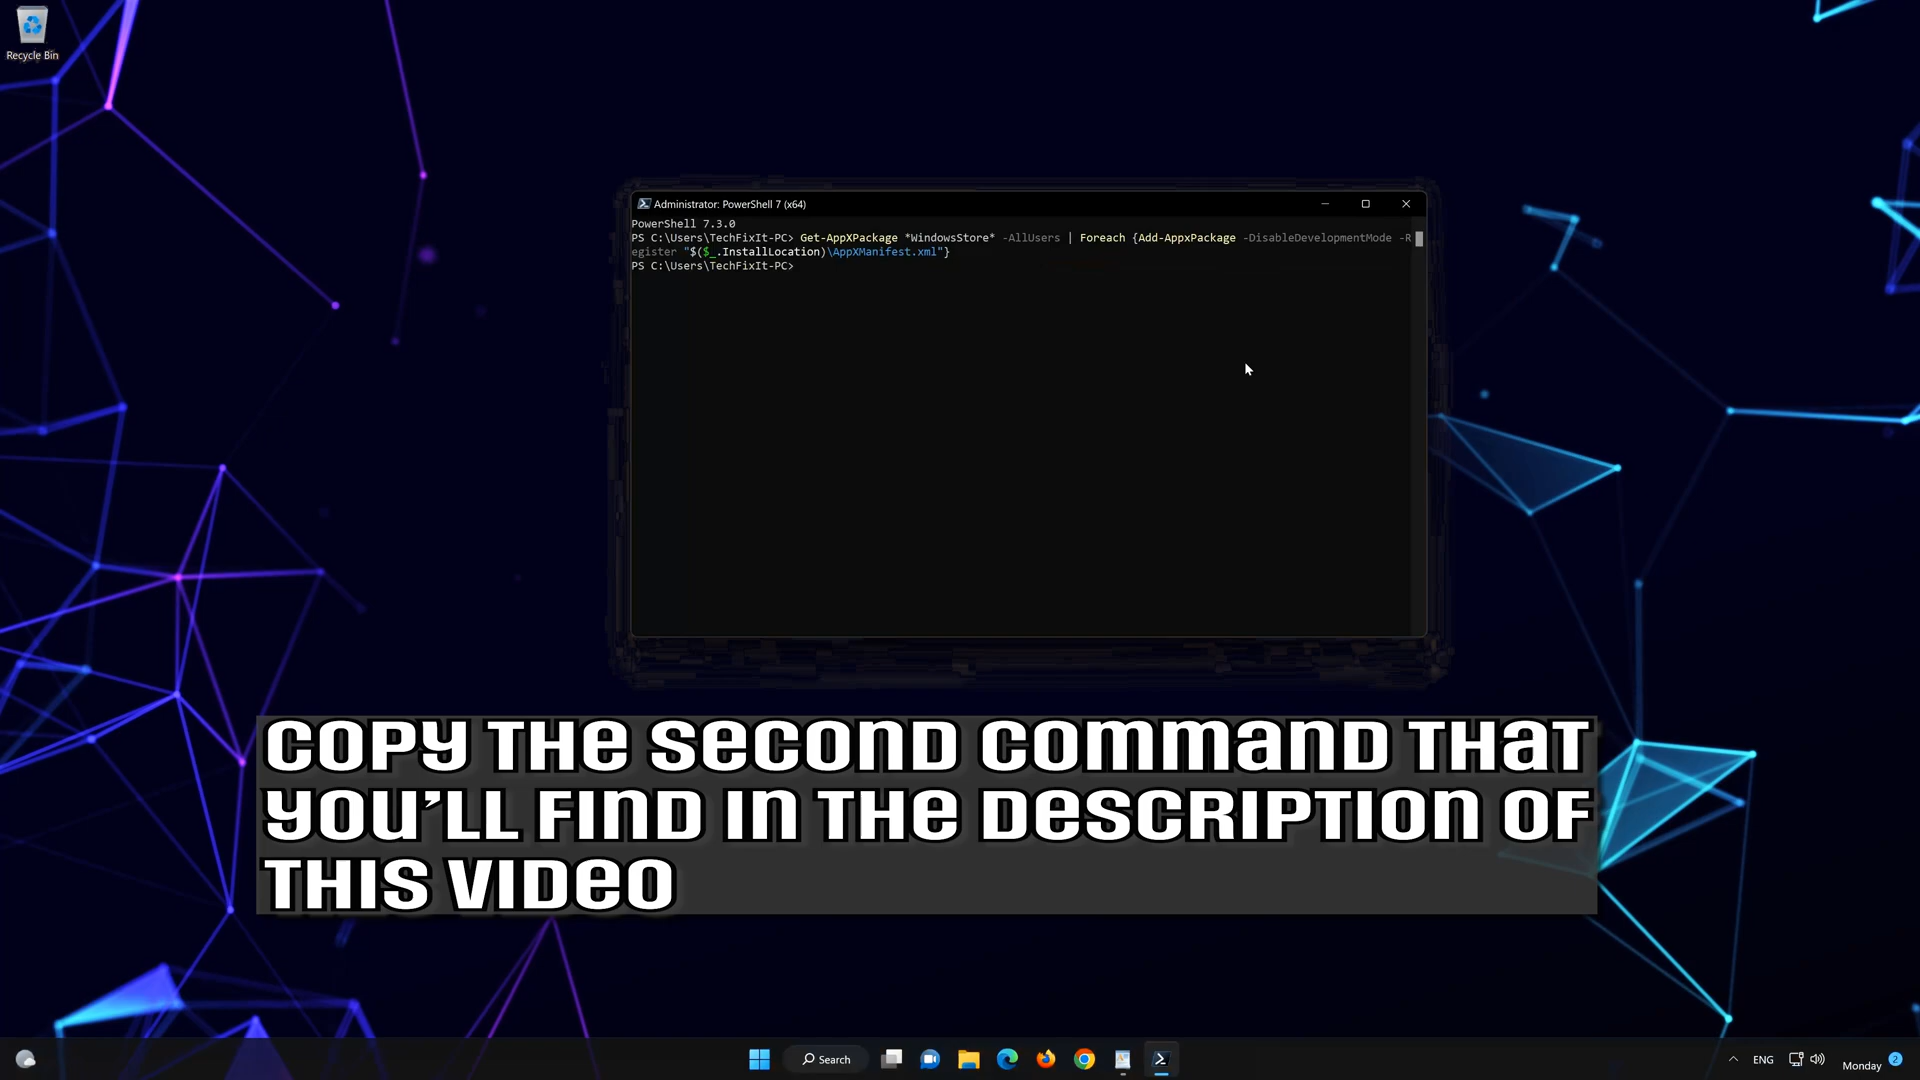 Recycle Bin
Administrator: PowerShell 7 (x64)
PowerShell 7.3.0
PS C:\Users\TechFixIt-PC> Get-AppXPackage *WindowsStore* -AllUsers | Foreach {Add-AppxPackage -DisableDevelopmentMode -R
egister "$($_.InstallLocation)\AppXManifest.xml"}
PS C:\Users\TechFixIt-PC>
COPY THE SECOND COMMAND THAT
YOU'LL FIND IN THE DESCRIPTION OF
THIS VIDEO
Search
ENG
Monday
2